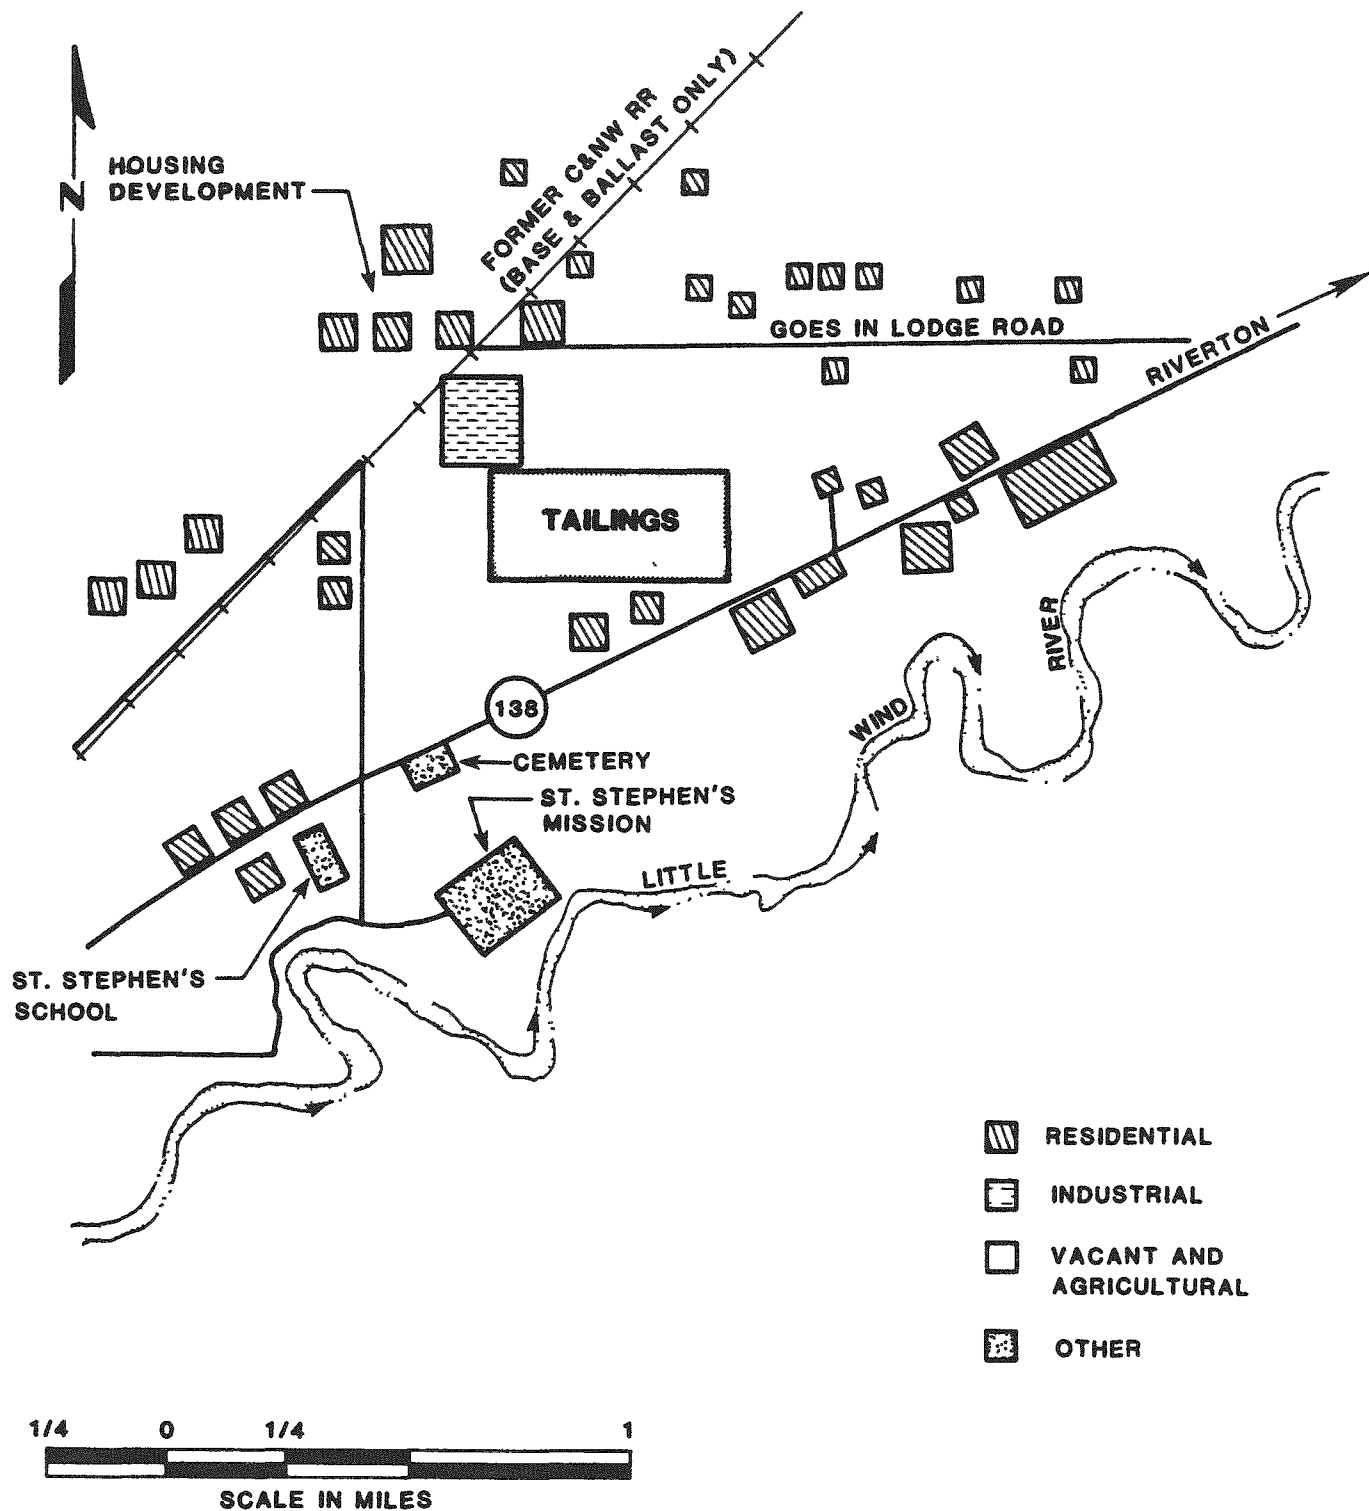 FORMER C&NW RR
(BASE & BALLAST ONLY)
N
HOUSING
DEVELOPMENT
GOES IN LODGE ROAD
RIVERTON
TAILINGS
138
RIVER
WIND
LITTLE
CEMETERY
ST. STEPHEN'S
MISSION
ST. STEPHEN'S
SCHOOL
RESIDENTIAL
INDUSTRIAL
VACANT AND
AGRICULTURAL
OTHER
1/4 0 1/4 1
SCALE IN MILES